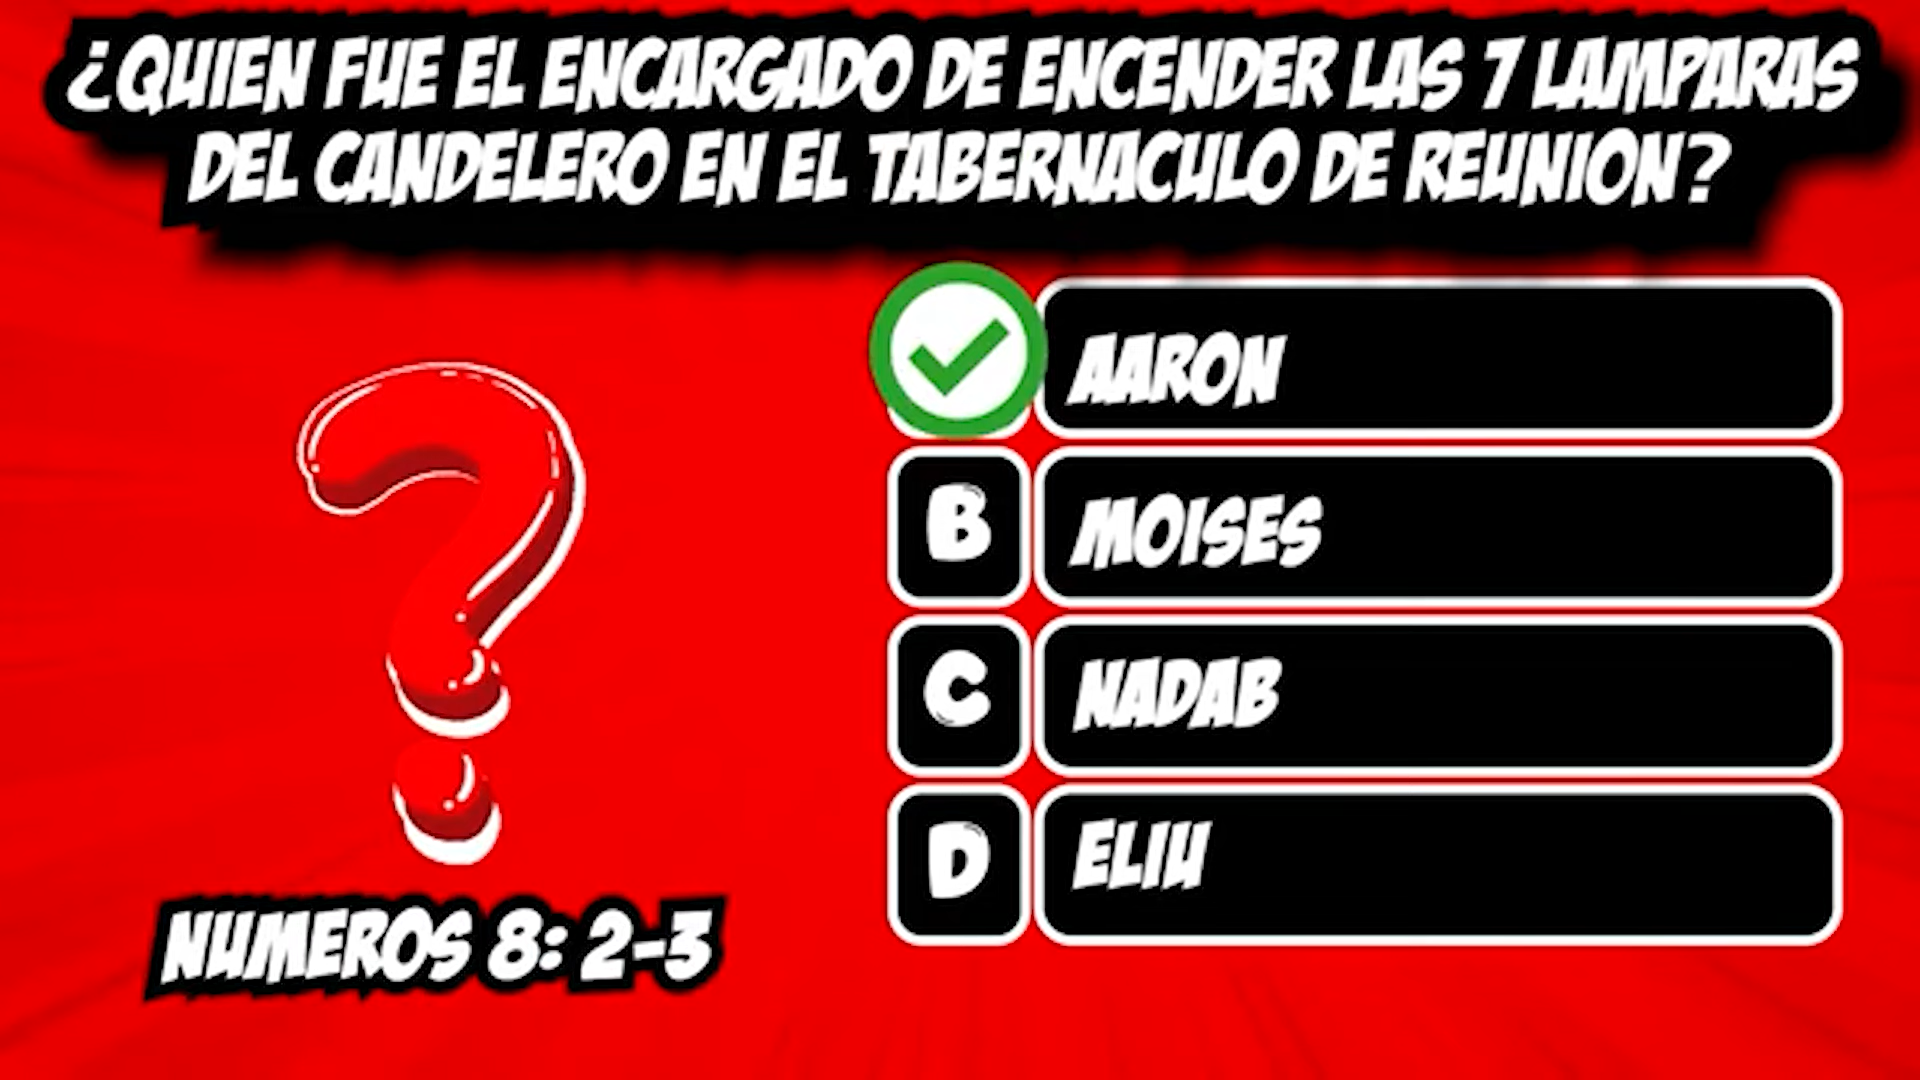 ¿QUIEN FUE EL ENCARGADO DE ENCENDER LAS 7 LAMPARAS
DEL CANDELERO EN EL TABERNACULO DE REUNION?
AARON
B MOISES
C NADAB
D ELIU
NUMEROS 8: 2-3